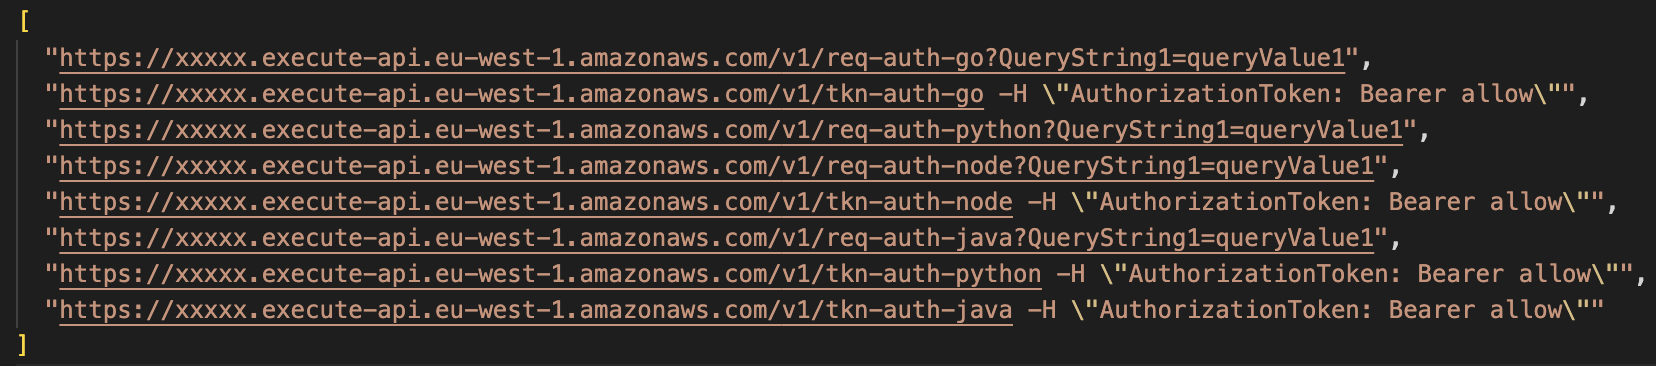 [
"https://xxxxx.execute-api.eu-west-1.amazonaws.com/v1/req-auth-go?QueryString1=queryValue1",
"https://xxxxx.execute-api.eu-west-1.amazonaws.com/v1/tkn-auth-go -H \"AuthorizationToken: Bearer allow\"",
"https://xxxxx.execute-api.eu-west-1.amazonaws.com/v1/req-auth-python?QueryString1=queryValue1",
"https://xxxxx.execute-api.eu-west-1.amazonaws.com/v1/req-auth-node?QueryString1=queryValue1",
"https://xxxxx.execute-api.eu-west-1.amazonaws.com/v1/tkn-auth-node -H \"AuthorizationToken: Bearer allow\"",
"https://xxxxx.execute-api.eu-west-1.amazonaws.com/v1/req-auth-java?QueryString1=queryValue1",
"https://xxxxx.execute-api.eu-west-1.amazonaws.com/v1/tkn-auth-python -H \"AuthorizationToken: Bearer allow\"",
"https://xxxxx.execute-api.eu-west-1.amazonaws.com/v1/tkn-auth-java -H \"AuthorizationToken: Bearer allow\""
]